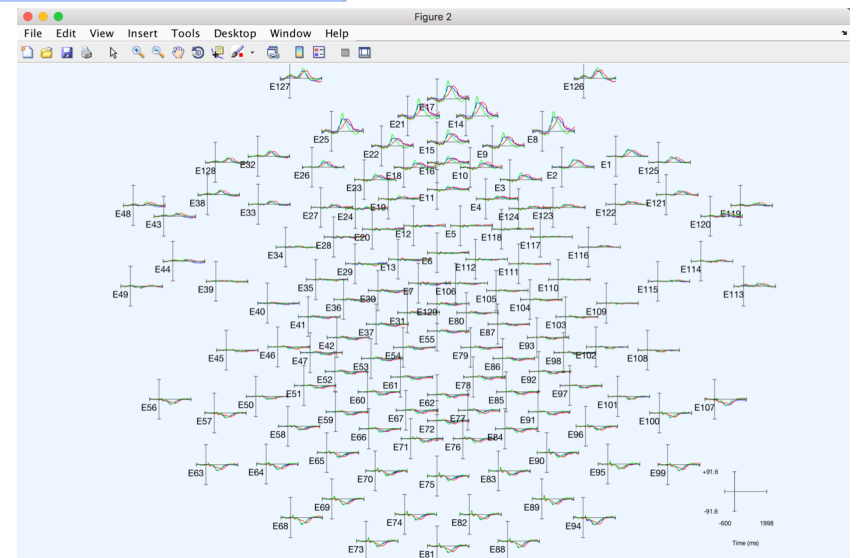 Figure 2
File Edit View Insert Tools Desktop Window Help
E127 E126
E17
E21 E14
E25 E8
E22 E15 E9
E128 E32 E18 E16 E10 E1 E125
E26 E23 E3 E2
E48 E38 E33 E27 E24 E19 E11 E4 E124 E123 E122 E121 E119
E43 E120
E28 E20 E12 E5 E118 E117
E34 E116
E44 E29 E13 E6 E112 E111 E114
E49 E39 E35 E7 E106 E110 E115 E113
E40 E36 E30 E105 E104 E109
E41 E31 E129 E80 E103
E37 E55 E87
E45 E46 E42 E54 E79 E93 E102 E108
E47 E53 E86 E98
E52 E61 E78 E92
E56 E50 E51 E60 E62 E85 E97 E101 E107
E57 E59 E67 E77 E91 E100
E58 E66 E72 E84 E96
E71 E76
E63 E64 E65 E70 E75 E83 E90 E95 E99
+91.6
-91.6
-600 1998
Time (ms)
E68 E69 E74 E82 E89 E94
E73 E81 E88